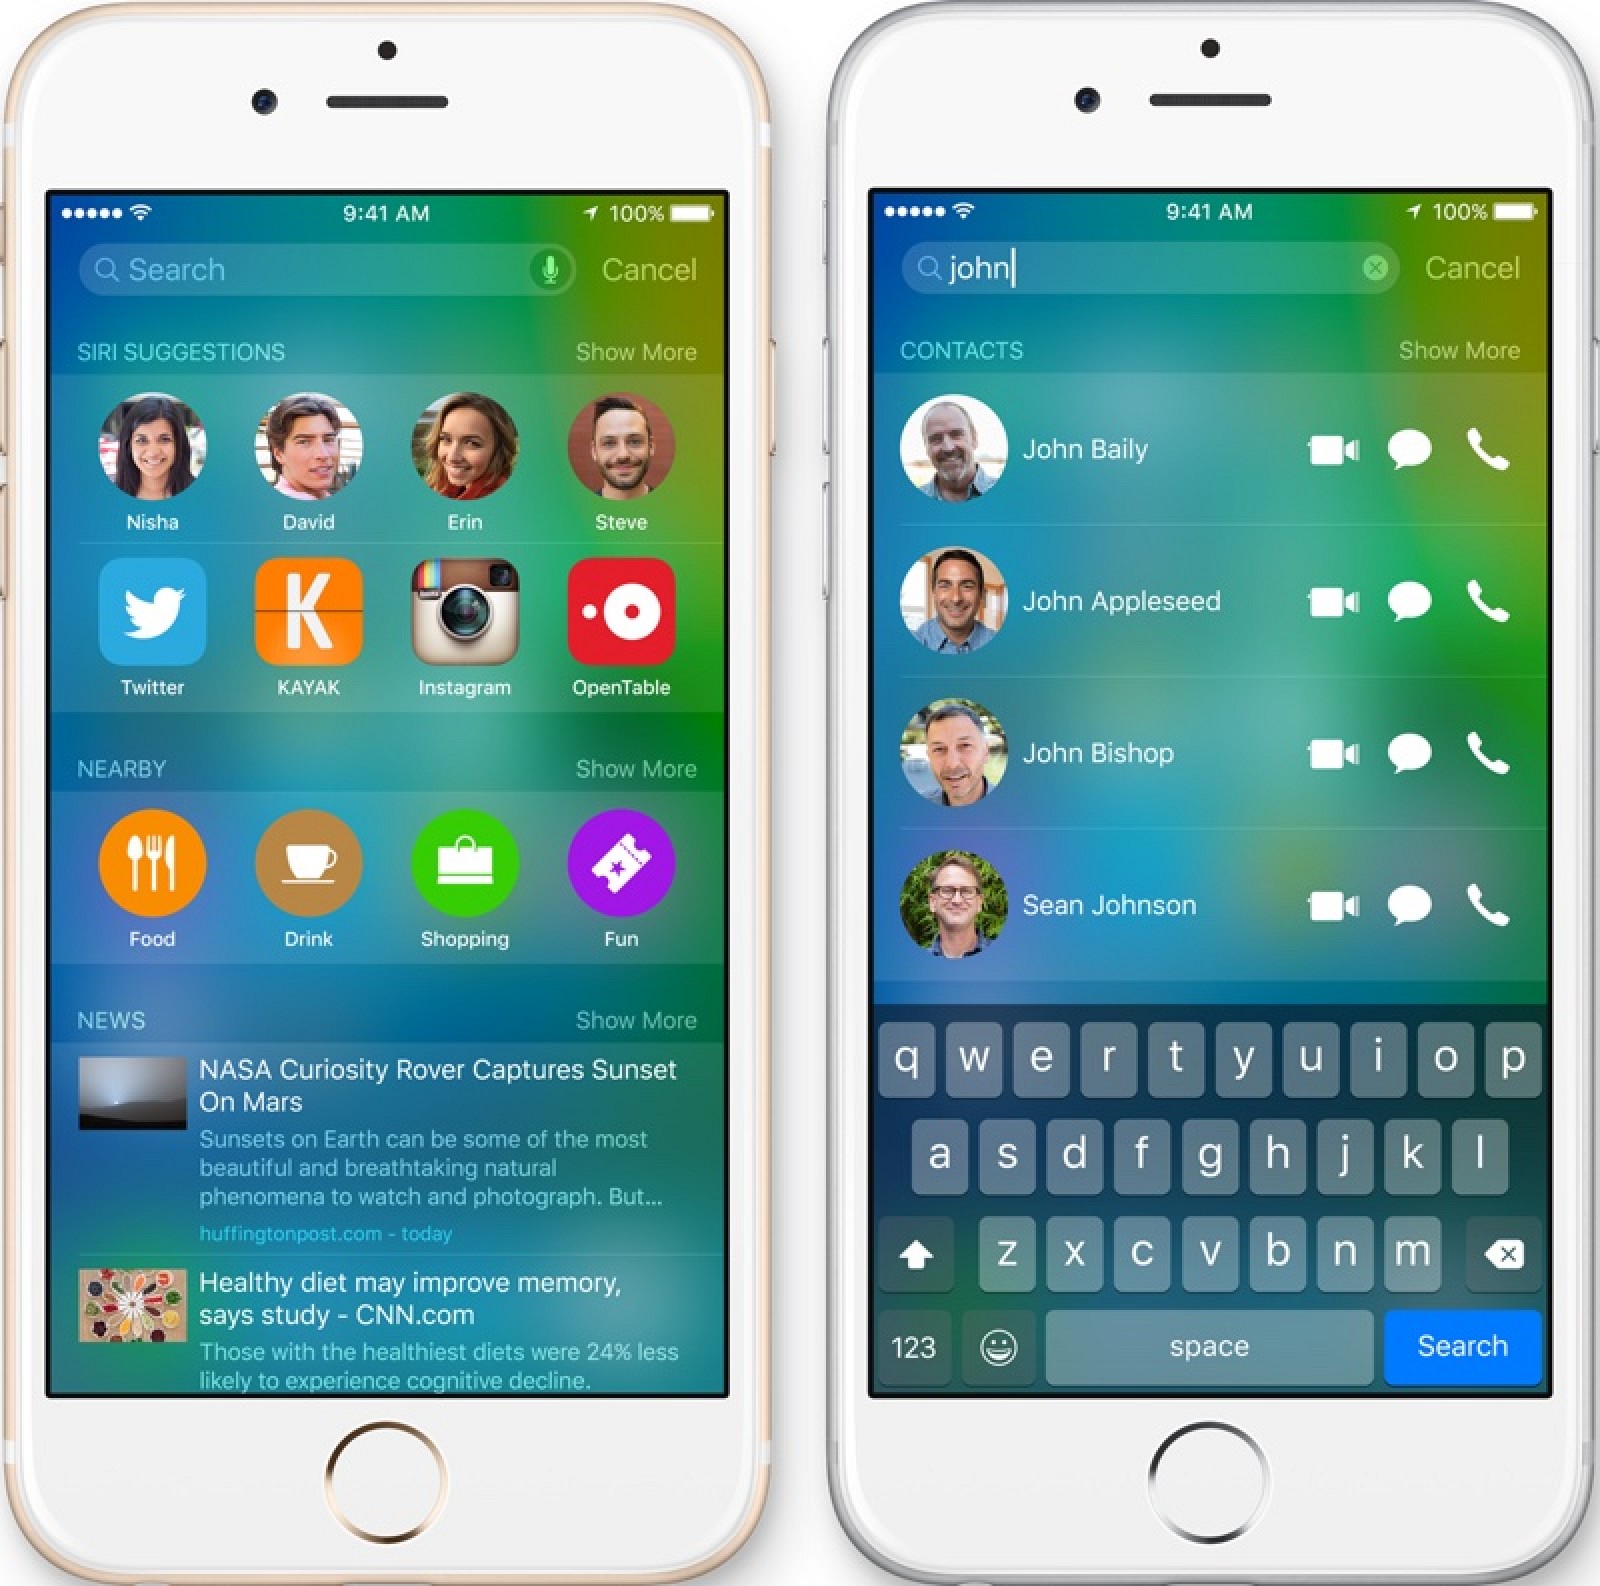 9:41 AM
100%
Search
Cancel
SIRI SUGGESTIONS
Show More
Nisha
David
Erin
Steve
K
Twitter
KAYAK
Instagram
OpenTable
NEARBY
Show More
Food
Drink
Shopping
Fun
NEWS
Show More
NASA Curiosity Rover Captures Sunset
On Mars
Sunsets on Earth can be some of the most
beautiful and breathtaking natural
phenomena to watch and photograph. But...
huffingtonpost.com - today
Healthy diet may improve memory,
says study - CNN.com
Those with the healthiest diets were 24% less
likely to experience cognitive decline.
9:41 AM
100%
john
Cancel
CONTACTS
Show More
John Baily
John Appleseed
John Bishop
Sean Johnson
q w e r t y u i o p
a s d f g h j k l
z x c v b n m
123
space
Search